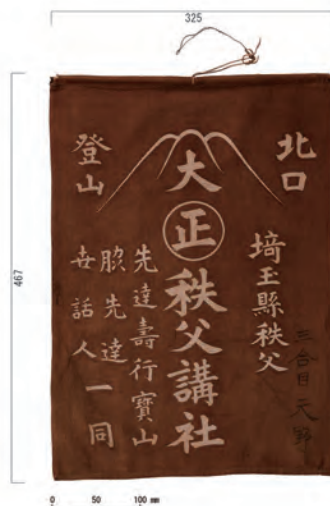 325
467
北口
登山
三合目 天野
埼玉縣秩父
大正秩父講社
先達壽行寶山
脇先達
世話人一同
0 50 100 mm